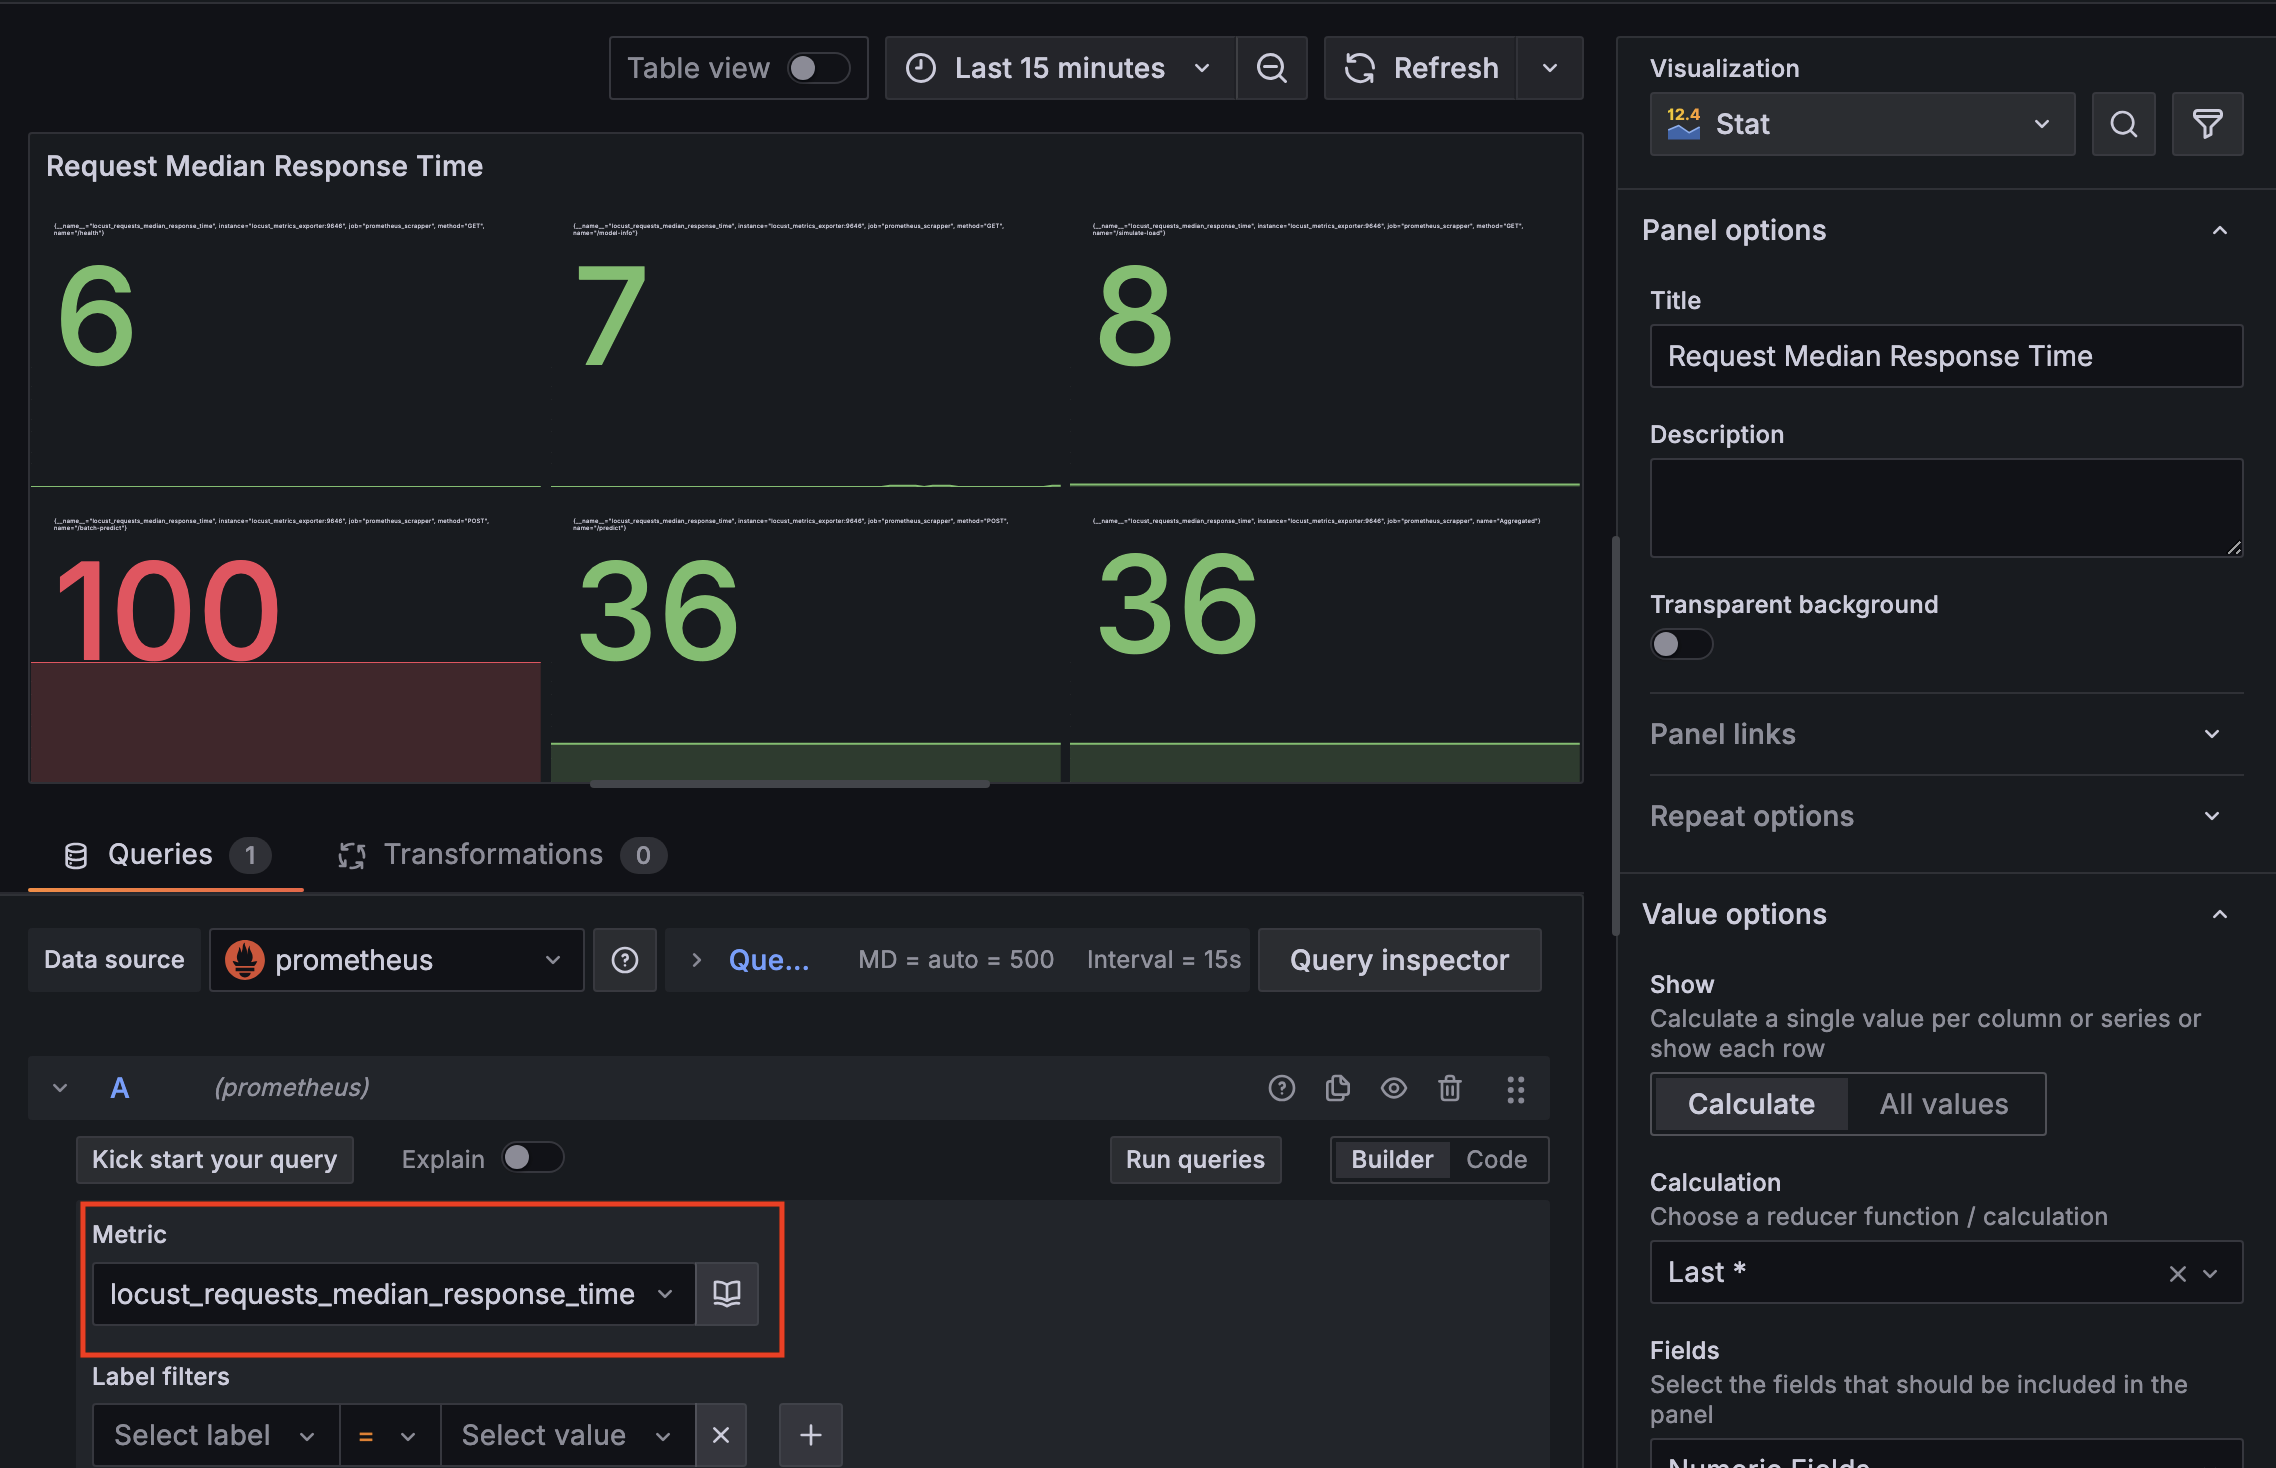 Table view
Last 15 minutes
Refresh
Request Median Response Time
{__name__="locust_requests_median_response_time", instance="locust_metrics_exporter:9646", job="prometheus_scrapper", method="GET",
name="/health"}
6
{__name__="locust_requests_median_response_time", instance="locust_metrics_exporter:9646", job="prometheus_scrapper", method="GET",
name="/model-info"}
7
{__name__="locust_requests_median_response_time", instance="locust_metrics_exporter:9646", job="prometheus_scrapper", method="GET",
name="/simulate-load"}
8
{__name__="locust_requests_median_response_time", instance="locust_metrics_exporter:9646", job="prometheus_scrapper", method="POST",
name="/batch-predict"}
100
{__name__="locust_requests_median_response_time", instance="locust_metrics_exporter:9646", job="prometheus_scrapper", method="POST",
name="/predict"}
36
{__name__="locust_requests_median_response_time", instance="locust_metrics_exporter:9646", job="prometheus_scrapper", name="Aggregated"}
36
Queries 1
Transformations 0
Data source
prometheus
Que...
MD = auto = 500
Interval = 15s
Query inspector
A
(prometheus)
Kick start your query
Explain
Run queries
Builder
Code
Metric
locust_requests_median_response_time
Label filters
Select label
=
Select value
Visualization
12.4
Stat
Panel options
Title
Request Median Response Time
Description
Transparent background
Panel links
Repeat options
Value options
Show
Calculate a single value per column or series or
show each row
Calculate
All values
Calculation
Choose a reducer function / calculation
Last *
Fields
Select the fields that should be included in the
panel
Numeric Fields